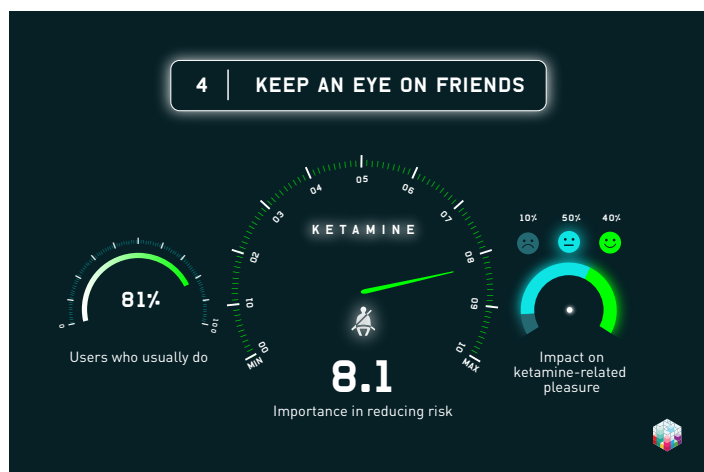 4 KEEP AN EYE ON FRIENDS
KETAMINE
00
01
02
03
04
05
06
07
08
09
10
MIN
MAX
8.1
Importance in reducing risk
0
100
81%
Users who usually do
10% 50% 40%
Impact on
ketamine-related
pleasure